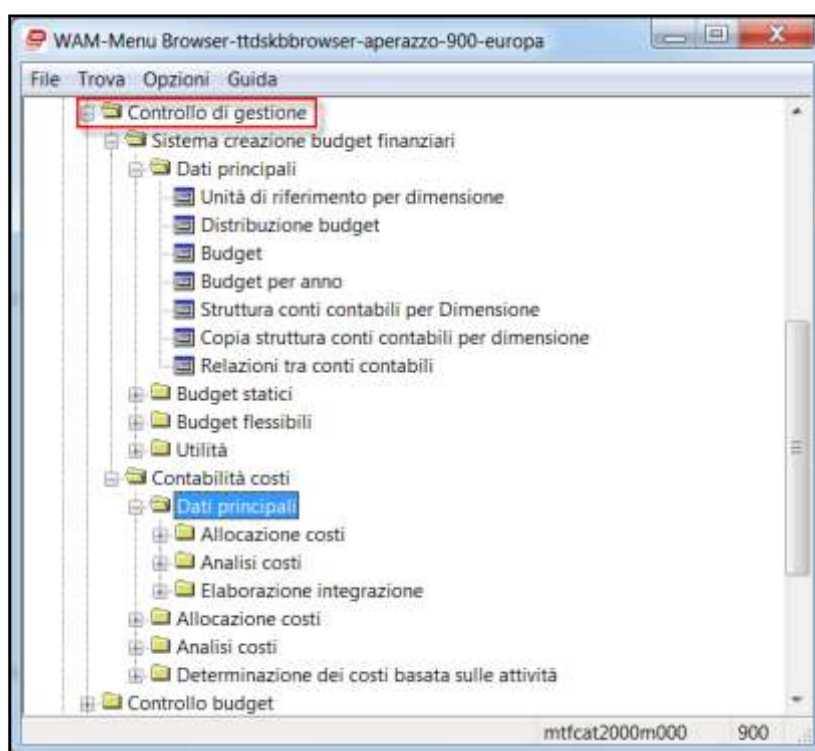 WAM-Menu Browser-ttdskbbrowser-aperazzo-900-europa
File Trova Opzioni Guida
Controllo di gestione
Sistema creazione budget finanziari
Dati principali
Unità di riferimento per dimensione
Distribuzione budget
Budget
Budget per anno
Struttura conti contabili per Dimensione
Copia struttura conti contabili per dimensione
Relazioni tra conti contabili
Budget statici
Budget flessibili
Utilità
Contabilità costi
Dati principali
Allocazione costi
Analisi costi
Elaborazione integrazione
Allocazione costi
Analisi costi
Determinazione dei costi basata sulle attività
Controllo budget
mtfcat2000m000 900